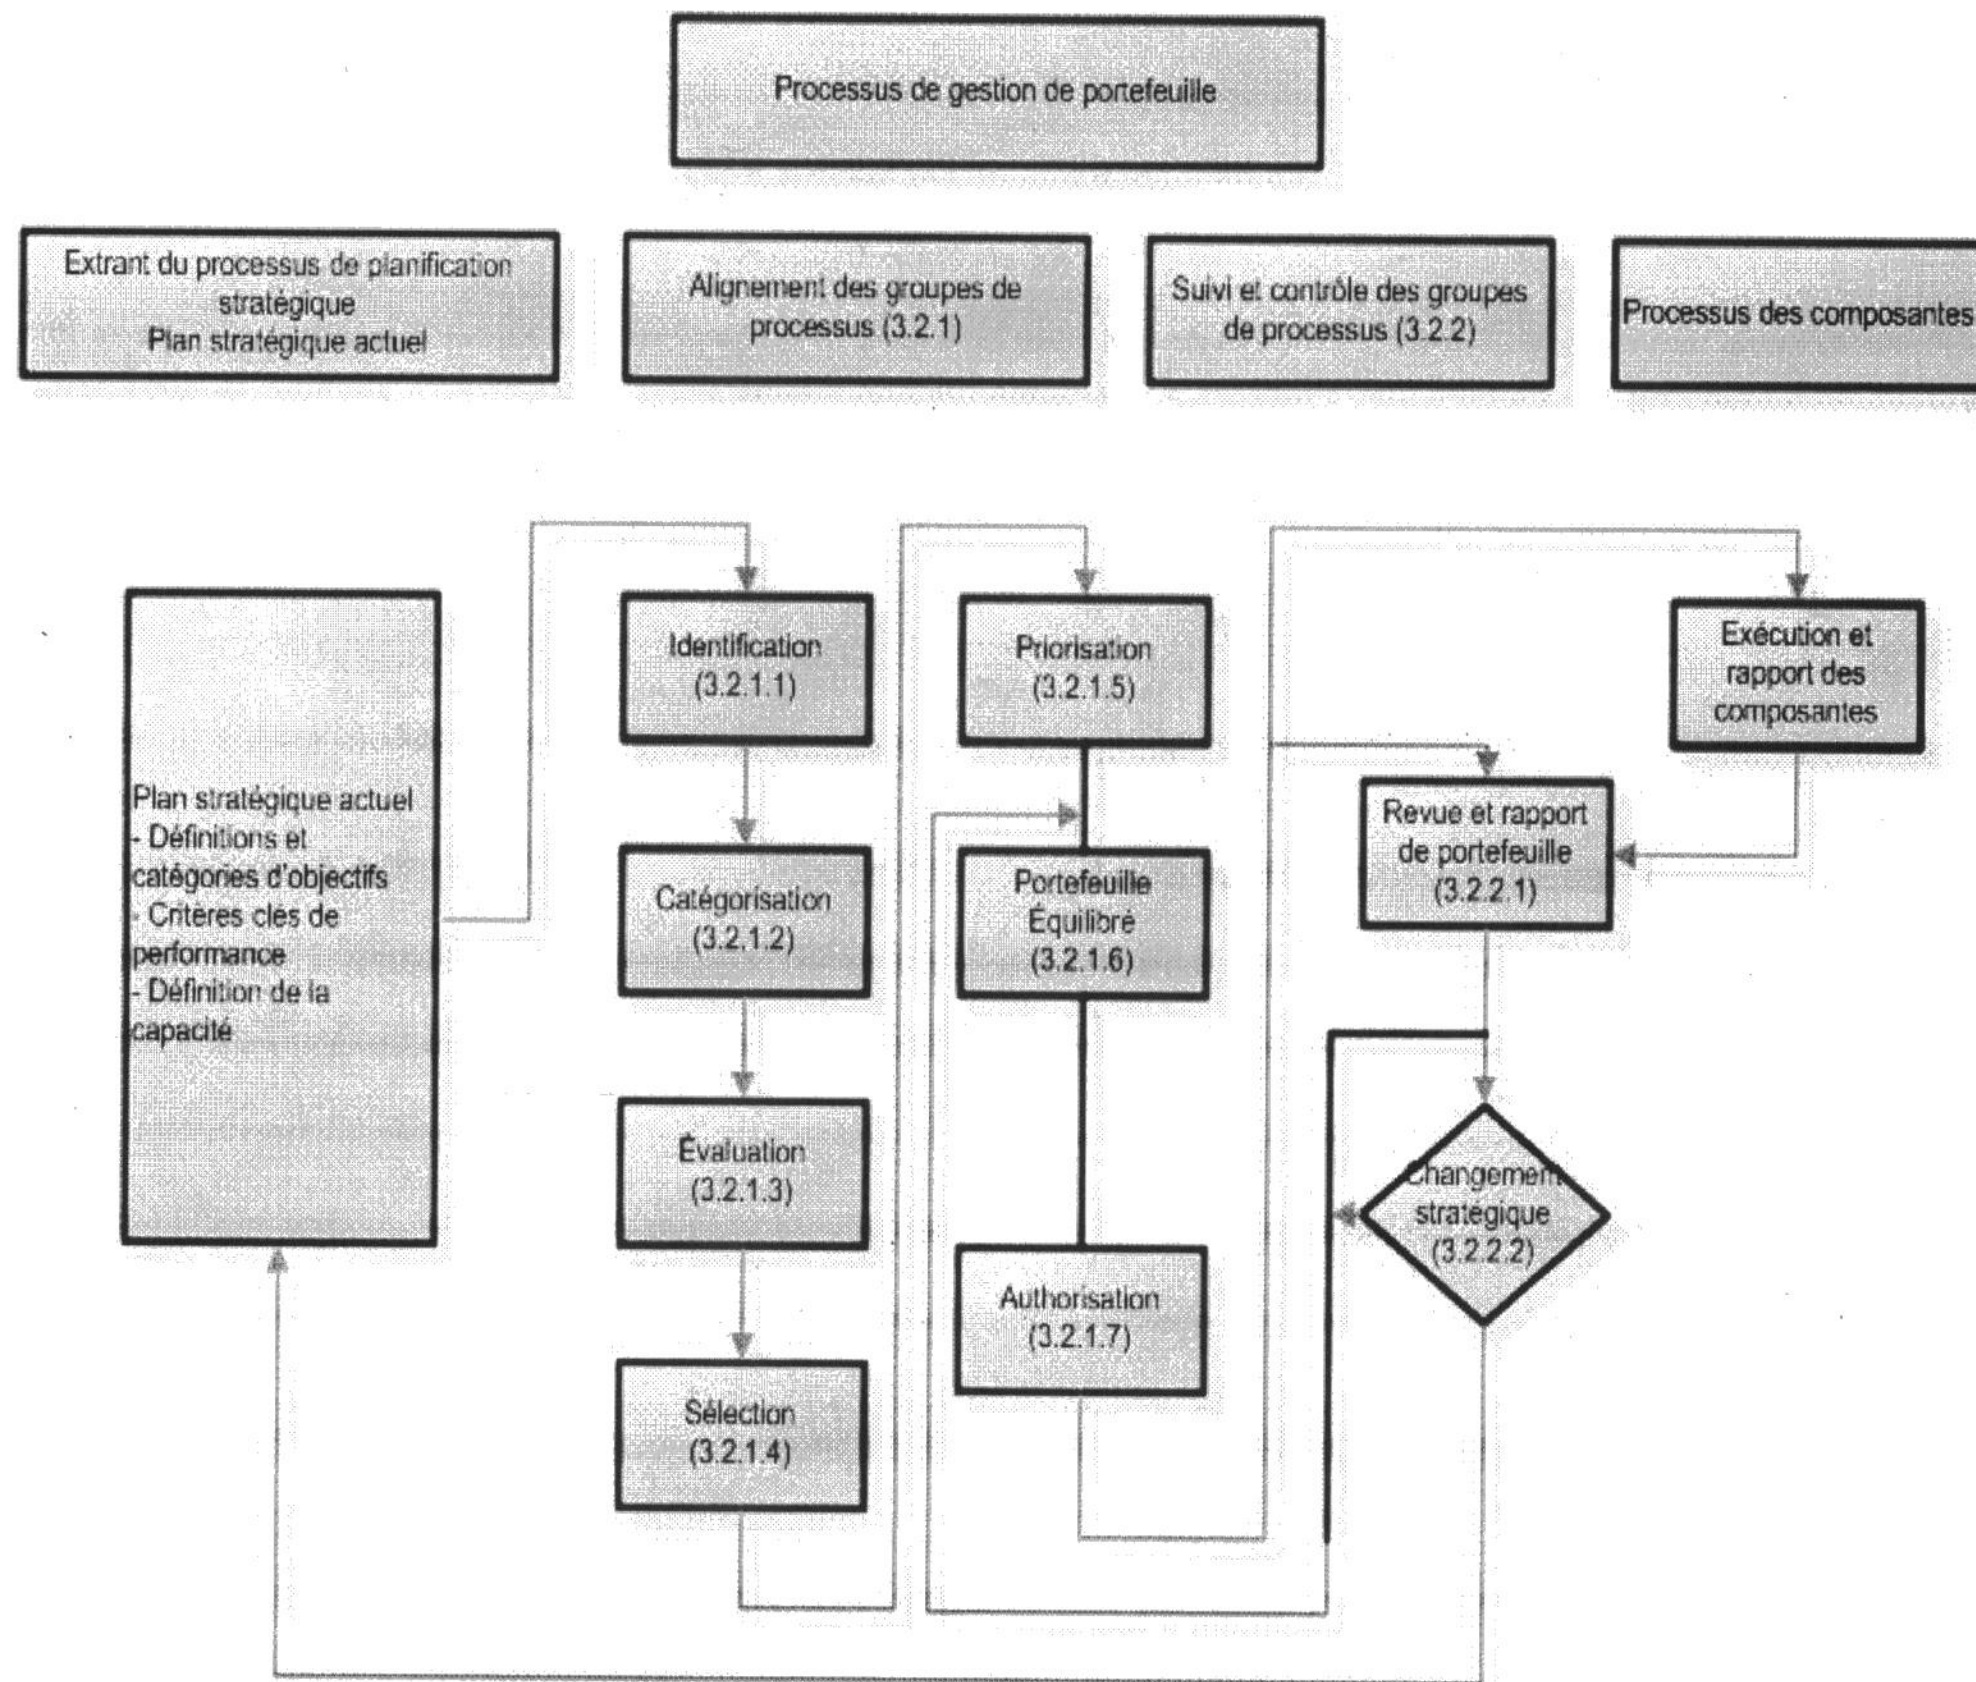 Processus de gestion de portefeuille
Extrant du processus de planification
stratégique
Plan stratégique actuel
Alignement des groupes de
processus (3.2.1)
Suivi et contrôle des groupes
de processus (3.2.2)
Processus des composantes
Plan stratégique actuel
- Définitions et
catégories d'objectifs
- Critères clés de
performance
- Définition de la
capacité
Identification
(3.2.1.1)
Catégorisation
(3.2.1.2)
Évaluation
(3.2.1.3)
Sélection
(3.2.1.4)
Priorisation
(3.2.1.5)
Portefeuille
Équilibré
(3.2.1.6)
Authorisation
(3.2.1.7)
Exécution et
rapport des
composantes
Revue et rapport
de portefeuille
(3.2.2.1)
Changement
stratégique
(3.2.2.2)